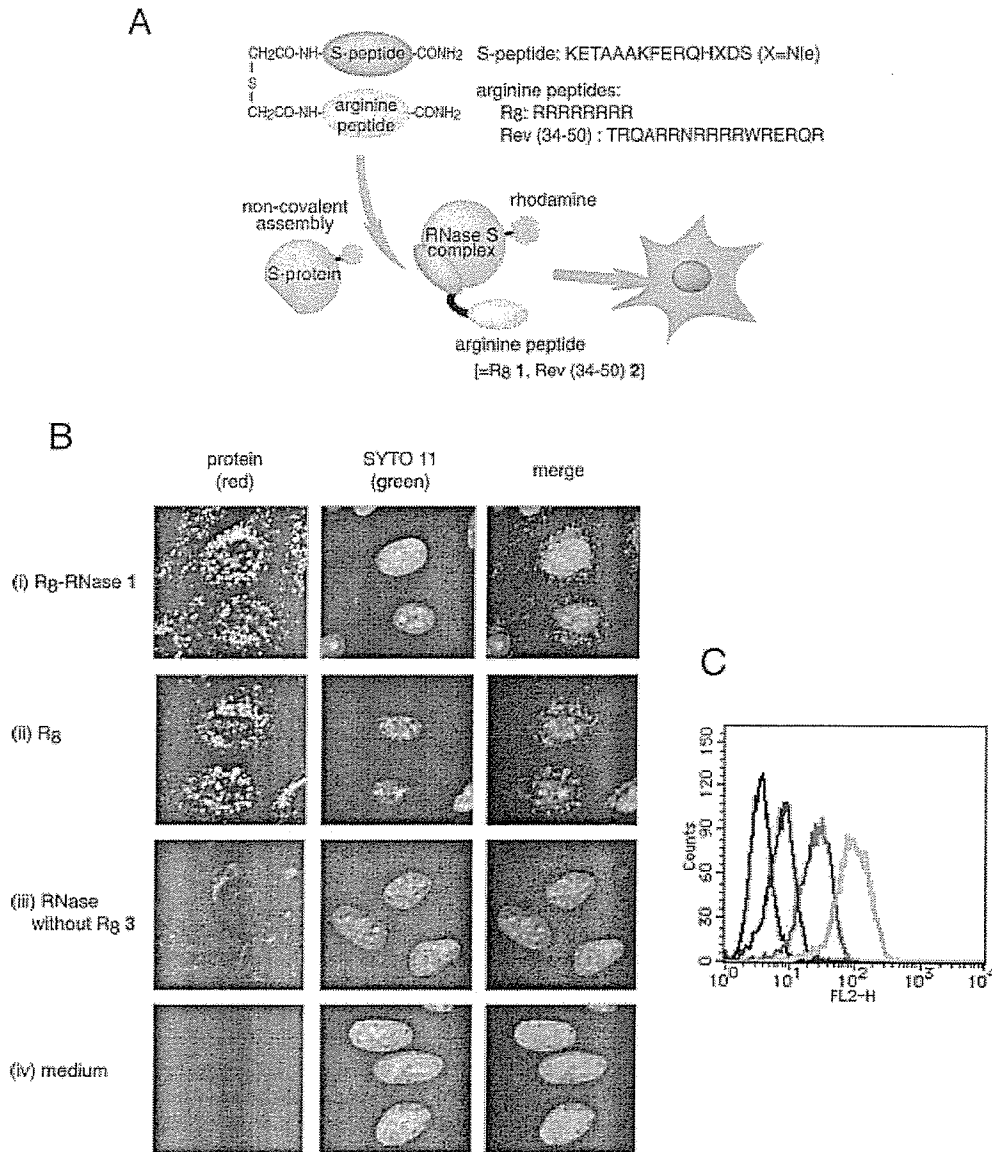 A
CH2CO-NH- S-peptide -CONH2 S-peptide: KETAAAKFERQHXDS (X=Nle)
S
CH2CO-NH- arginine peptide -CONH2
arginine peptides:
R8: RRRRRRRR
Rev (34-50) : TRQARRNRRRRWRERQR
non-covalent
assembly
S-protein
RNase S
complex
rhodamine
arginine peptide
[=R8 1, Rev (34-50) 2]
B
protein
(red)
SYTO 11
(green)
merge
(i) R8-RNase 1
(ii) R8
(iii) RNase
without R8 3
(iv) medium
C
Counts
0 30 60 90 120 150
10^0 10^1 10^2 10^3 10^4
FL2-H